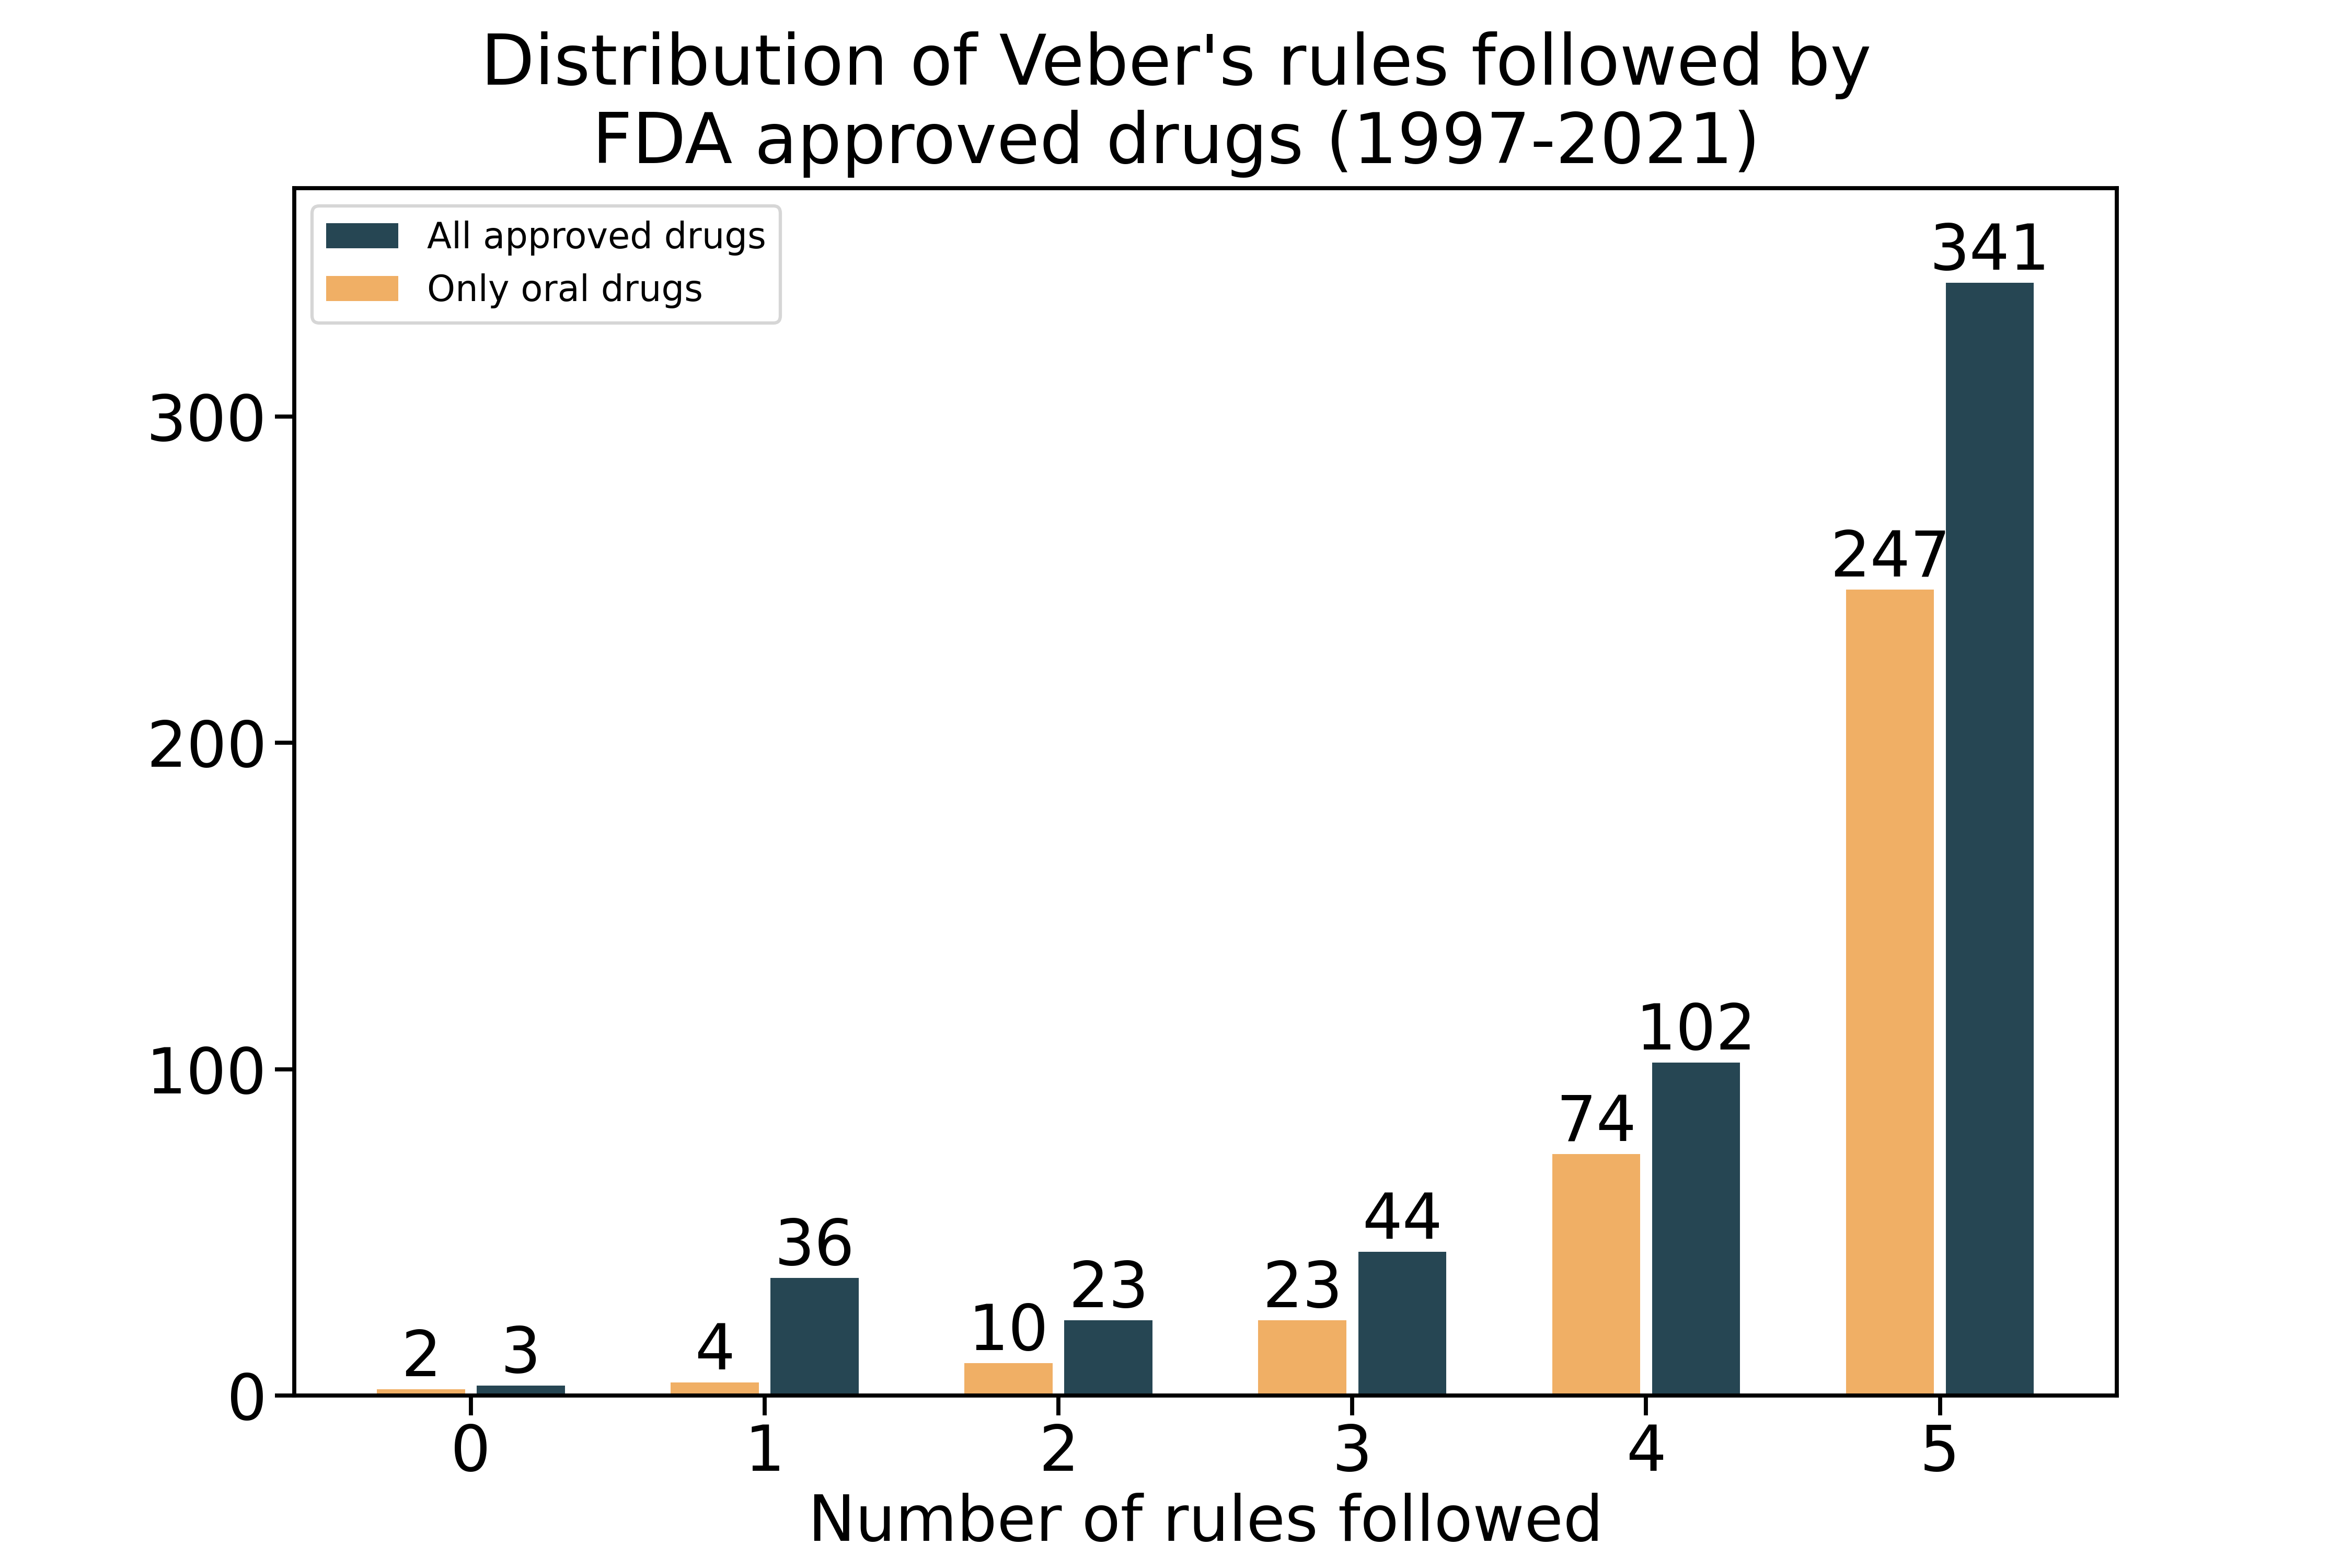 Distribution of Veber's rules followed by
FDA approved drugs (1997-2021)
All approved drugs
Only oral drugs
300
200
100
0
2
3
4
36
10
23
23
44
74
102
247
341
0 1 2 3 4 5
Number of rules followed